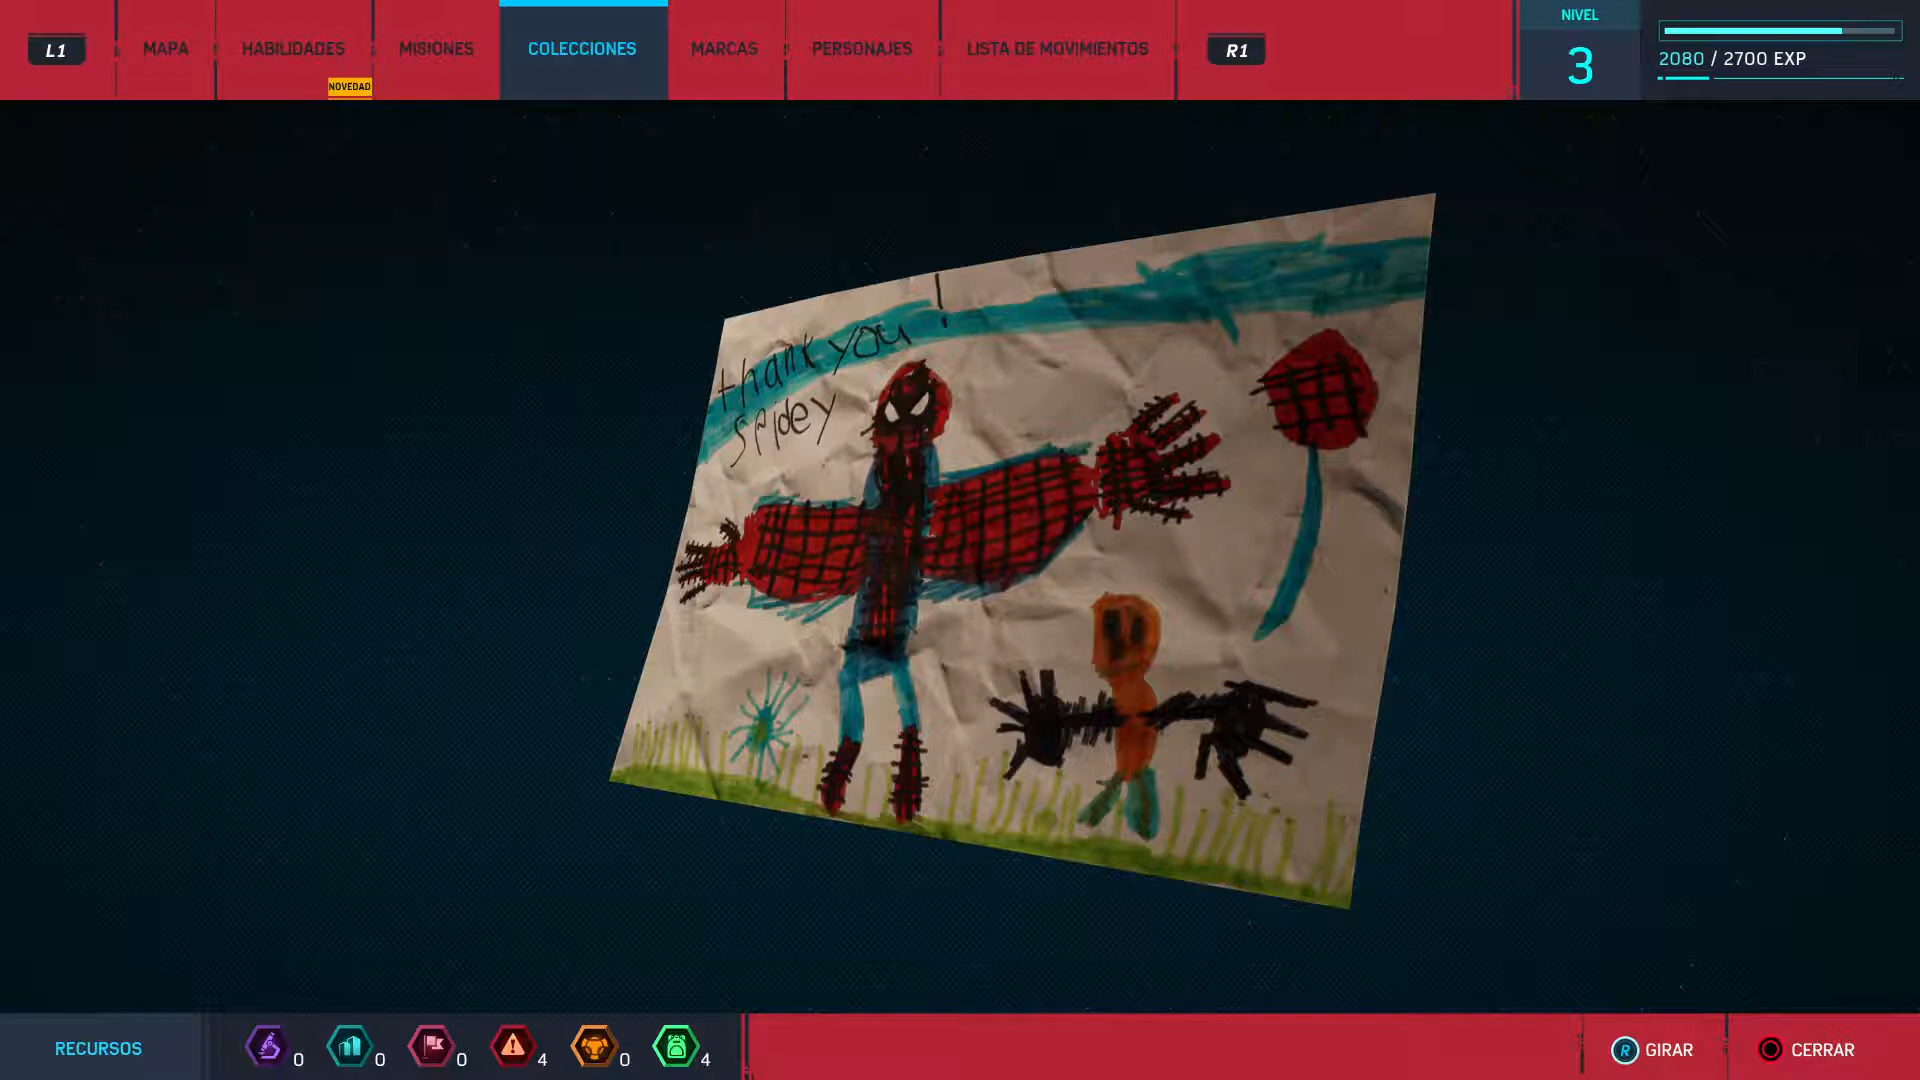 L1
MAPA
HABILIDADES
NOVEDAD
MISIONES
COLECCIONES
MARCAS
PERSONAJES
LISTA DE MOVIMIENTOS
R1
NIVEL
3
2080 / 2700 EXP
thank you !
spidey
RECURSOS
0
0
0
4
0
4
R GIRAR
CERRAR